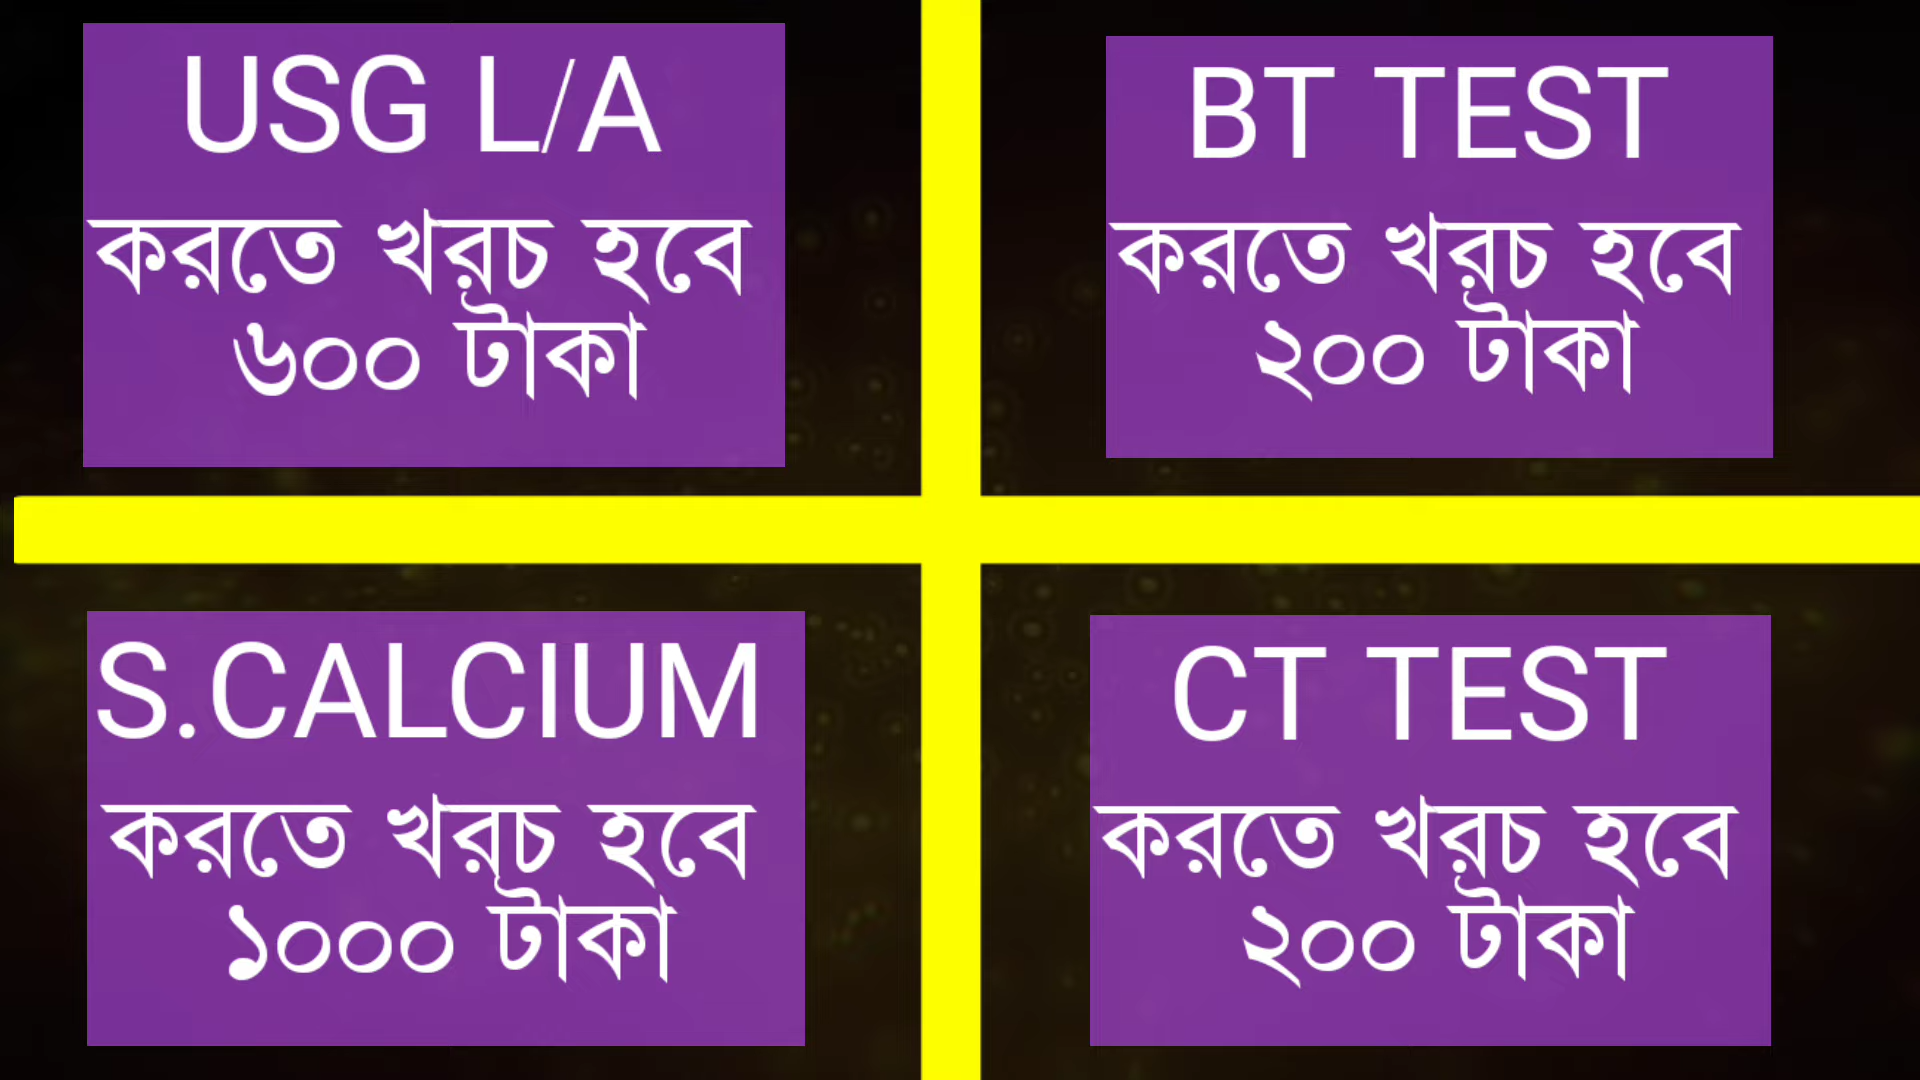 USG L/A
করতে খরচ হবে
৬০০ টাকা
BT TEST
করতে খরচ হবে
২০০ টাকা
S.CALCIUM
করতে খরচ হবে
১০০০ টাকা
CT TEST
করতে খরচ হবে
২০০ টাকা